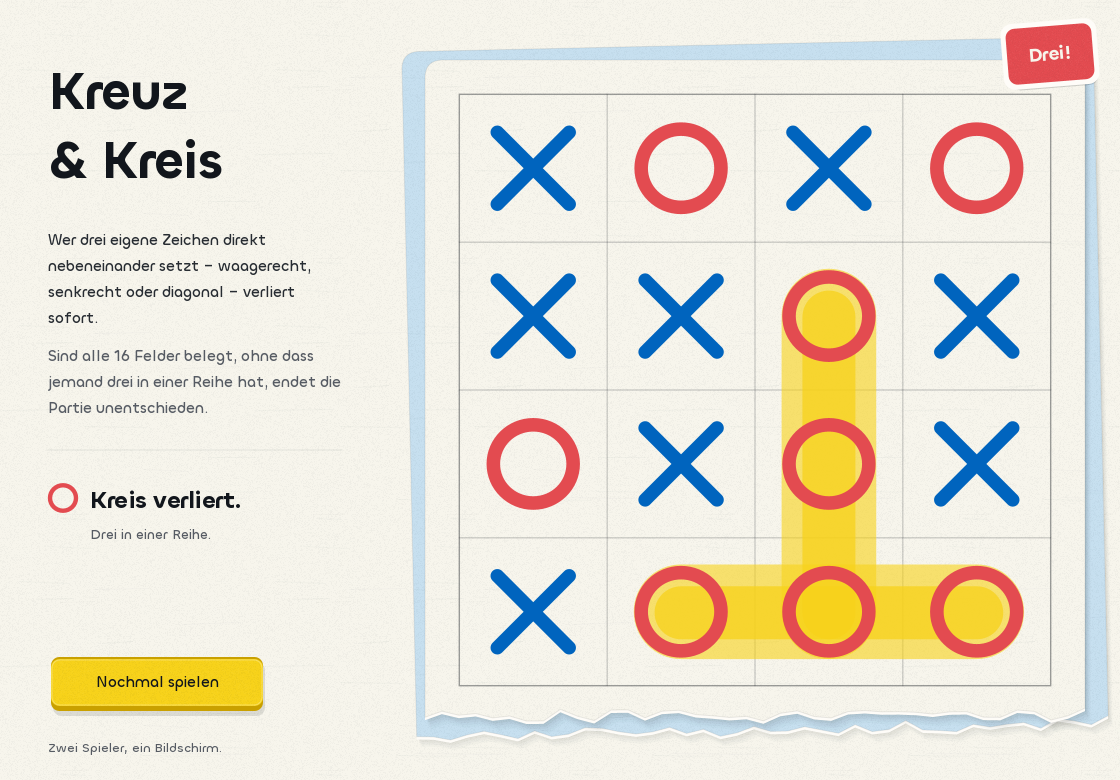 Kreuz
& Kreis
Wer drei eigene Zeichen direkt
nebeneinander setzt – waagerecht,
senkrecht oder diagonal – verliert
sofort.
Sind alle 16 Felder belegt, ohne dass
jemand drei in einer Reihe hat, endet die
Partie unentschieden.
Kreis verliert.
Drei in einer Reihe.
Nochmal spielen
Zwei Spieler, ein Bildschirm.
Drei!